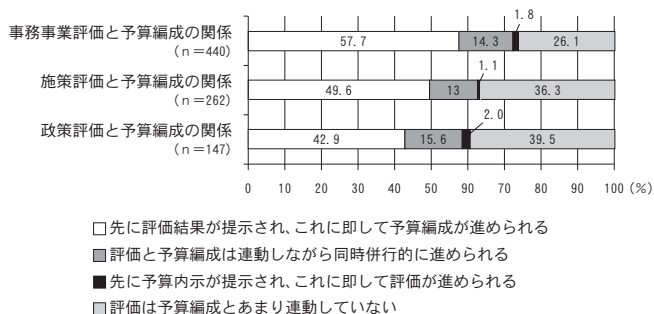 1.8
事務事業評価と予算編成の関係
(n=440)
57.7 14.3 26.1
1.1
施策評価と予算編成の関係
(n=262)
49.6 13 36.3
2.0
政策評価と予算編成の関係
(n=147)
42.9 15.6 39.5
0 10 20 30 40 50 60 70 80 90 100 (%)
先に評価結果が提示され、これに即して予算編成が進められる
評価と予算編成は連動しながら同時併行的に進められる
先に予算内示が提示され、これに即して評価が進められる
評価は予算編成とあまり連動していない